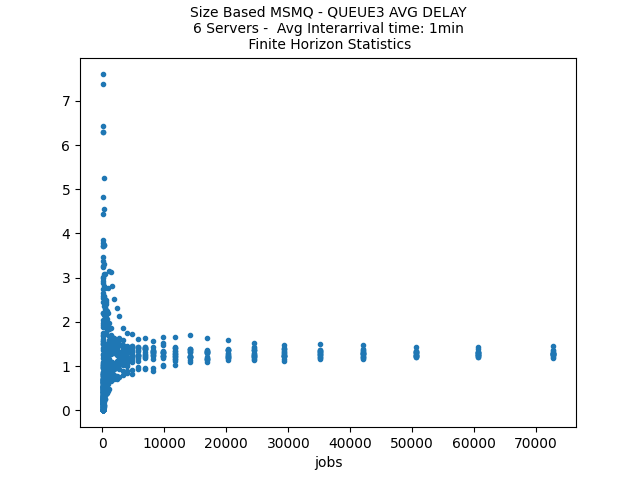 Size Based MSMQ - QUEUE3 AVG DELAY
6 Servers -  Avg Interarrival time: 1min
Finite Horizon Statistics
7
6
5
4
3
2
1
0
0 10000 20000 30000 40000 50000 60000 70000
jobs